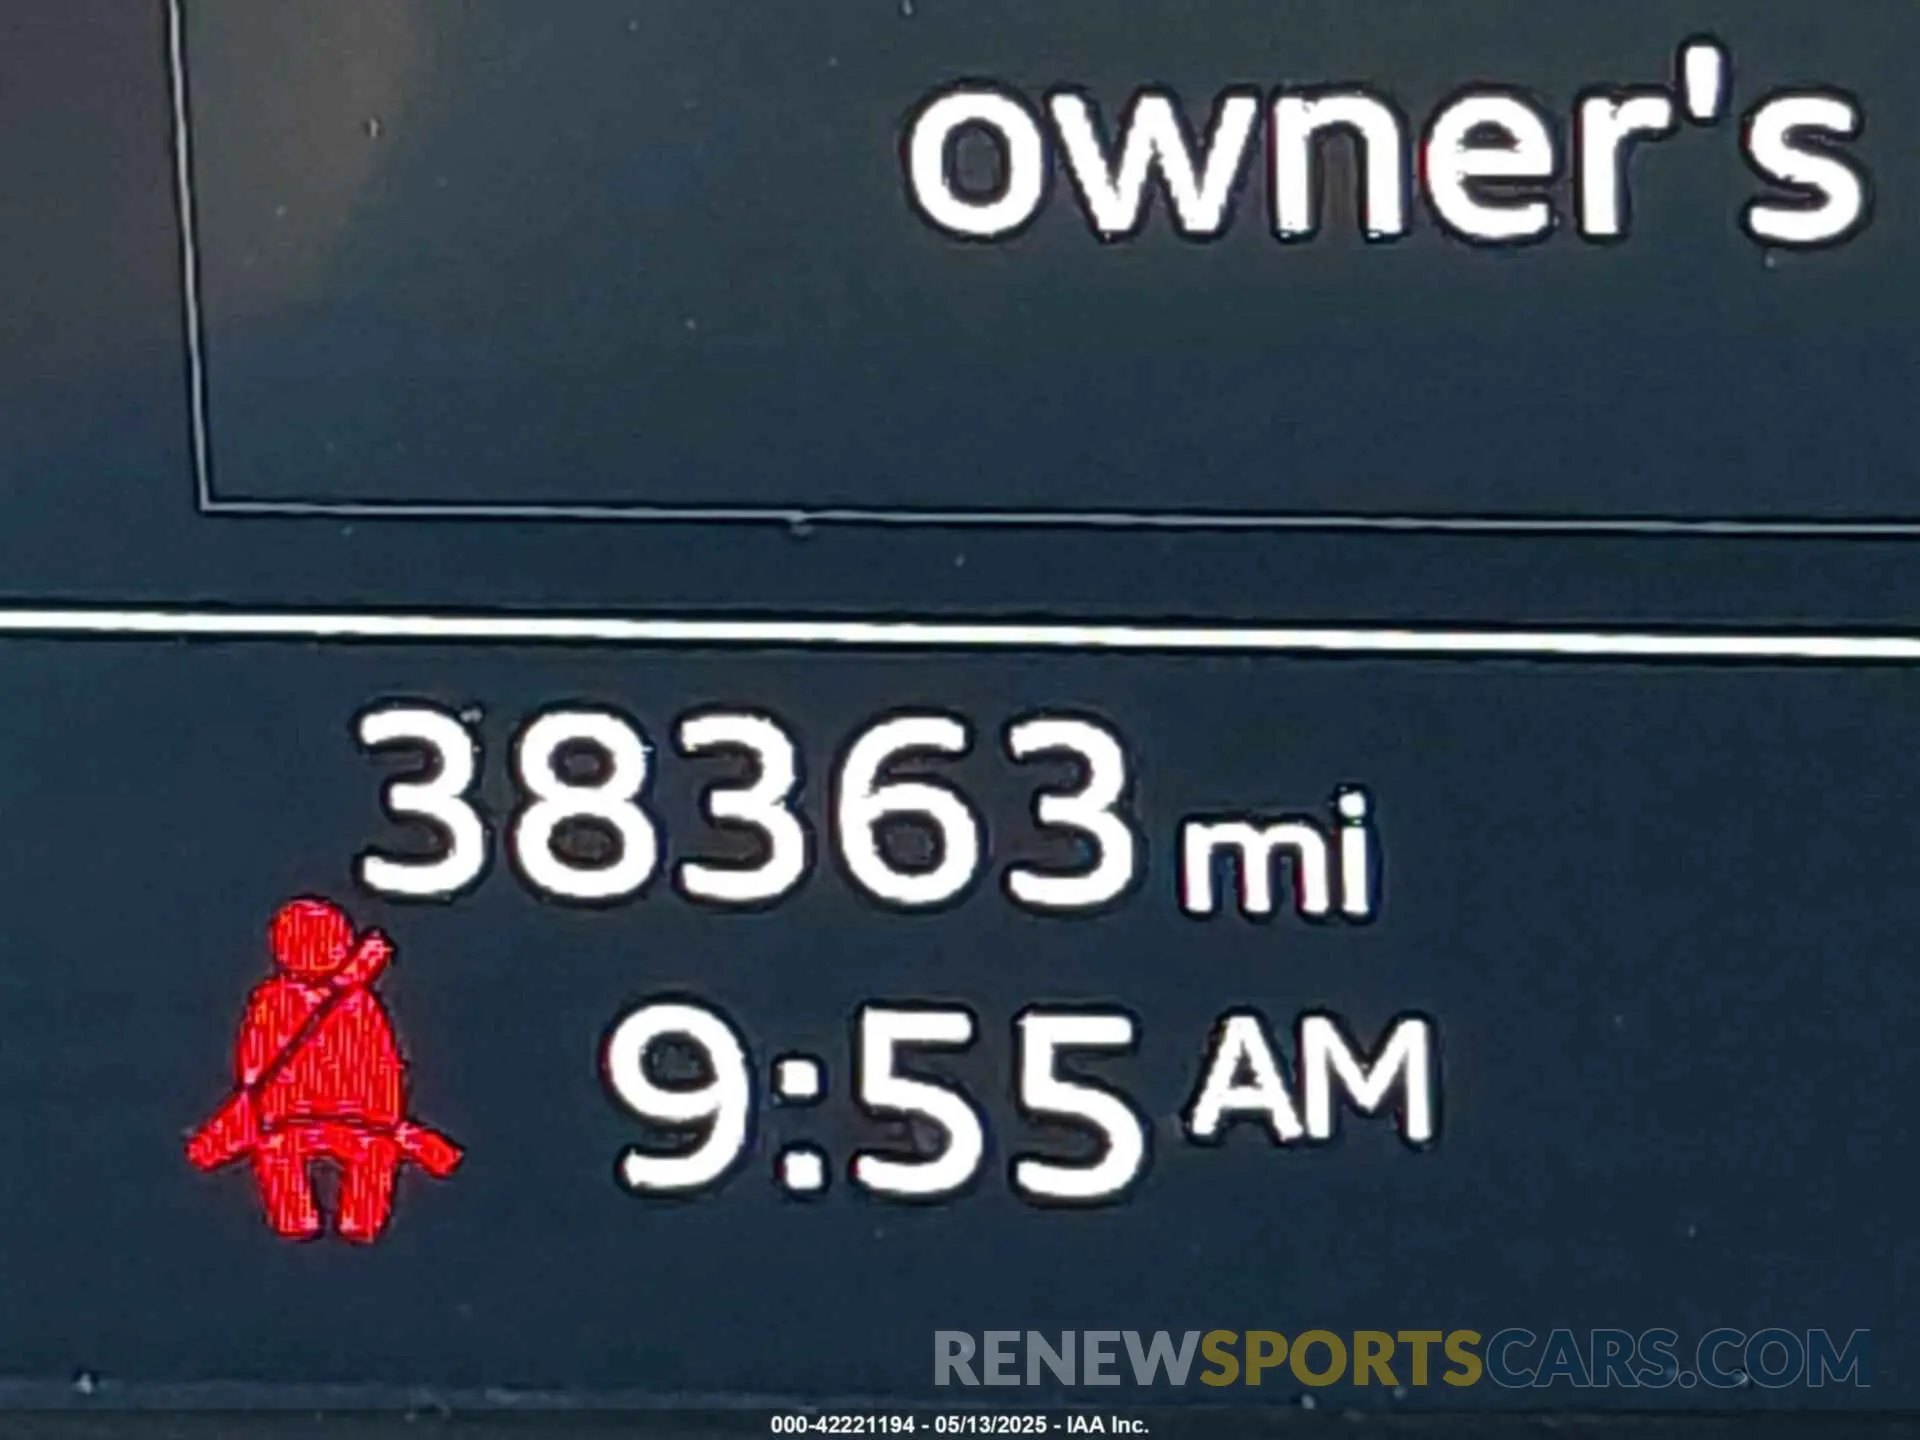 owner's
38363 mi
9:55 AM
RENEWSPORTSCARS.COM
000-42221194 - 05/13/2025 - IAA Inc.